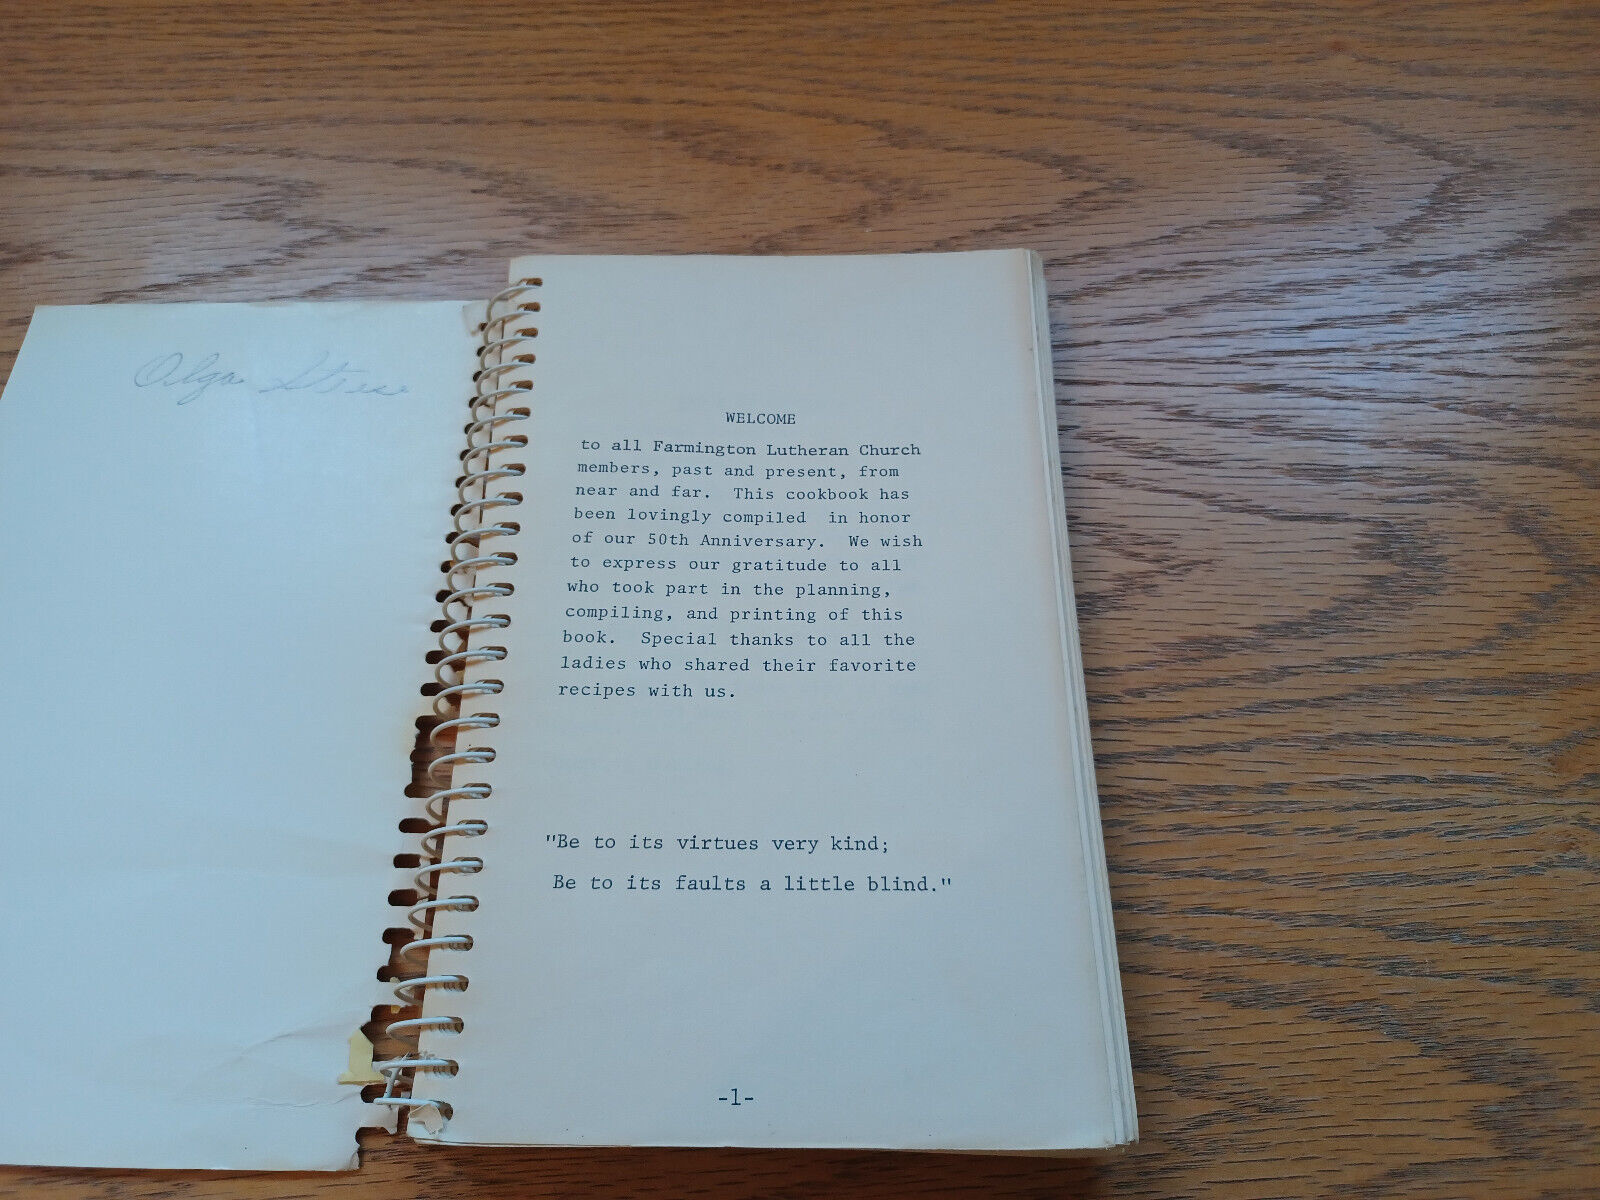 Olga
WELCOME
to all Farmington Lutheran Church
members, past and present, from
near and far. This cookbook has
been lovingly compiled in honor
of our 50th Anniversary. We wish
to express our gratitude to all
who took part in the planning,
compiling, and printing of this
book. Special thanks to all the
ladies who shared their favorite
recipes with us.
"Be to its virtues very kind;
Be to its faults a little blind."
-1-